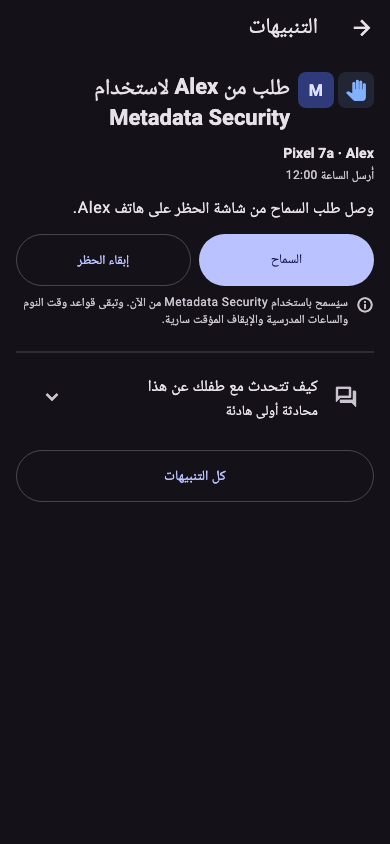 التنبيهات
M
طلب من Alex لاستخدام
Metadata Security
Pixel 7a · Alex
أرسل الساعة 12:00
وصل طلب السماح من شاشة الحظر على هاتف Alex.
السماح
إبقاء الحظر
سيُسمح باستخدام Metadata Security من الآن. وتبقى قواعد وقت النوم
والساعات المدرسية والإيقاف المؤقت سارية.
كيف تتحدث مع طفلك عن هذا
محادثة أولى هادئة
كل التنبيهات